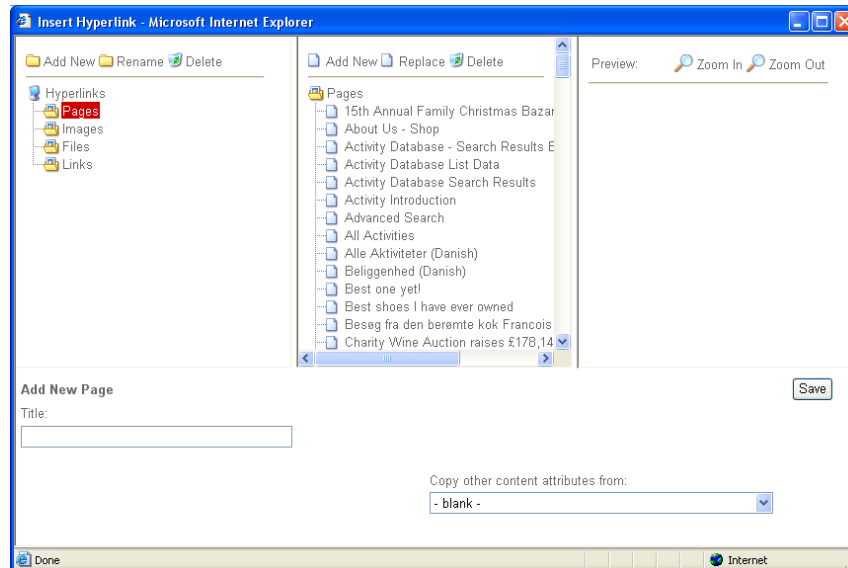 Insert Hyperlink - Microsoft Internet Explorer
Add New Rename Delete
Hyperlinks
Pages
Images
Files
Links
Add New Replace Delete
Pages
15th Annual Family Christmas Bazar
About Us - Shop
Activity Database - Search Results E
Activity Database List Data
Activity Database Search Results
Activity Introduction
Advanced Search
All Activities
Alle Aktiviteter (Danish)
Beliggenhed (Danish)
Best one yet!
Best shoes I have ever owned
Besøg fra den berømte kok Francois
Charity Wine Auction raises £178,14
Preview: Zoom In Zoom Out
Add New Page
Save
Title:
Copy other content attributes from:
- blank -
Done
Internet